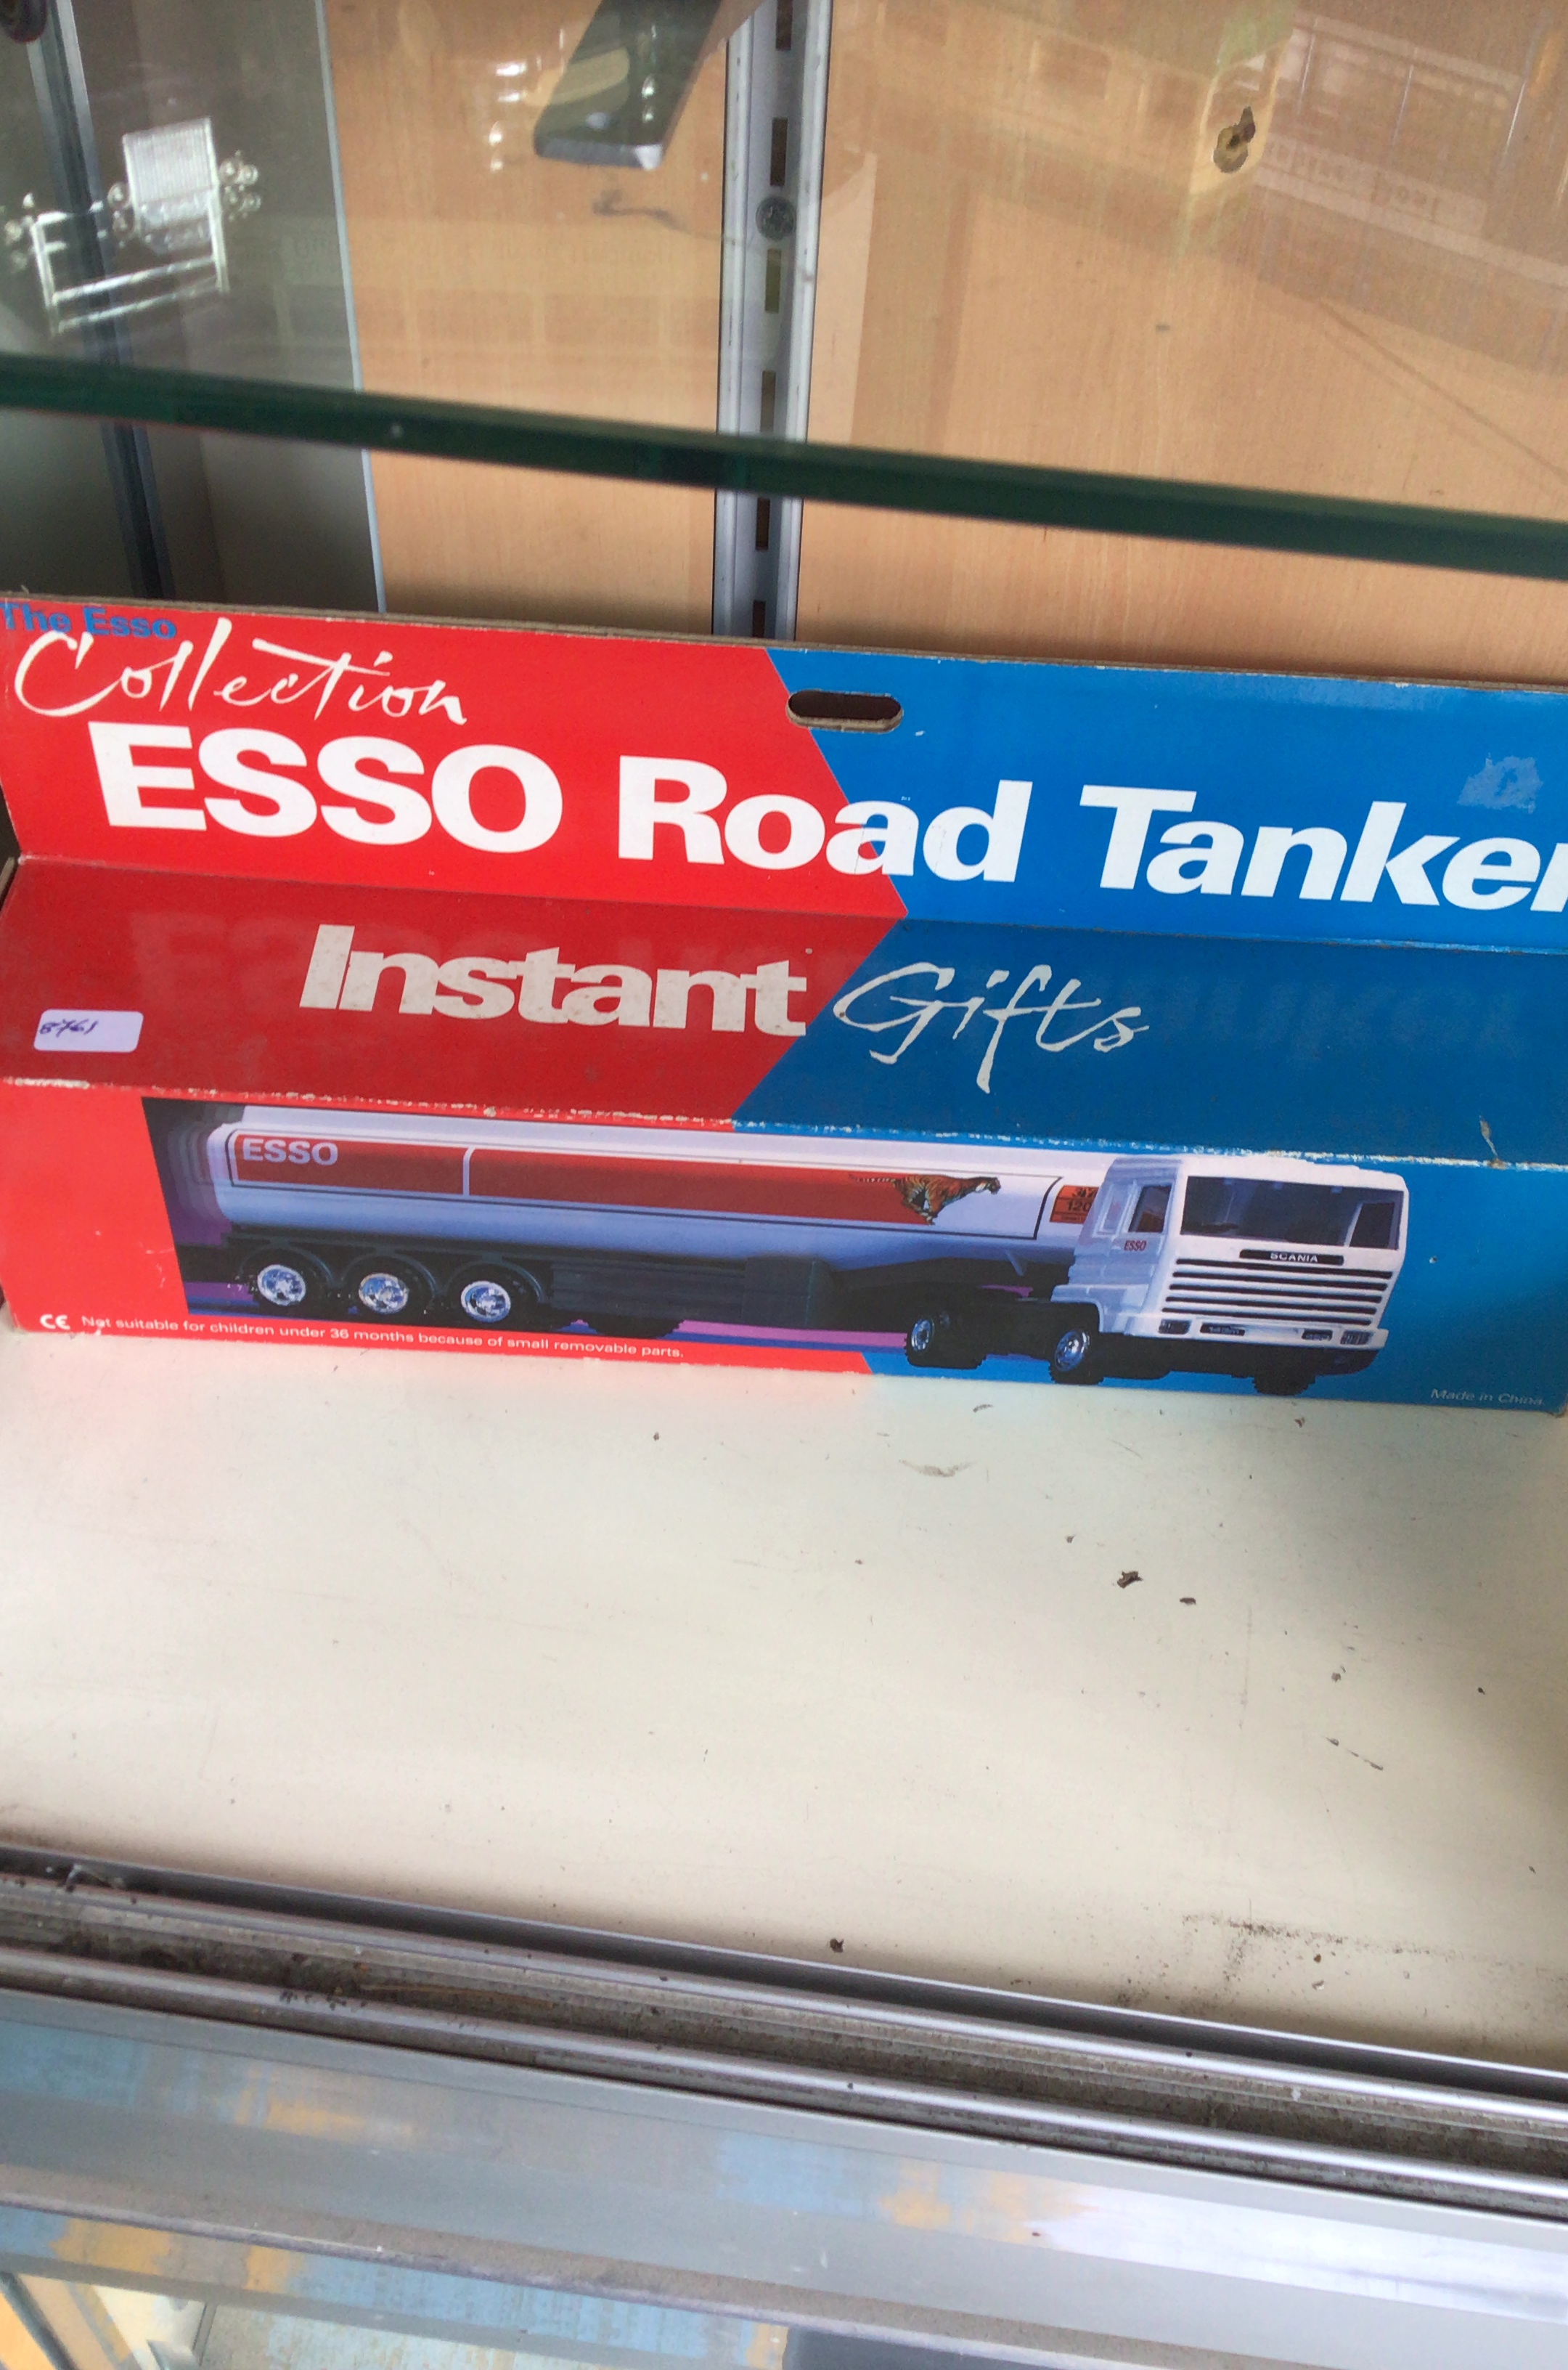 The Esso
Collection
ESSO Road Tanker
Instant Gifts
8761
ESSO
ESSO
SCANIA
CE Not suitable for children under 36 months because of small removable parts.
Made in China